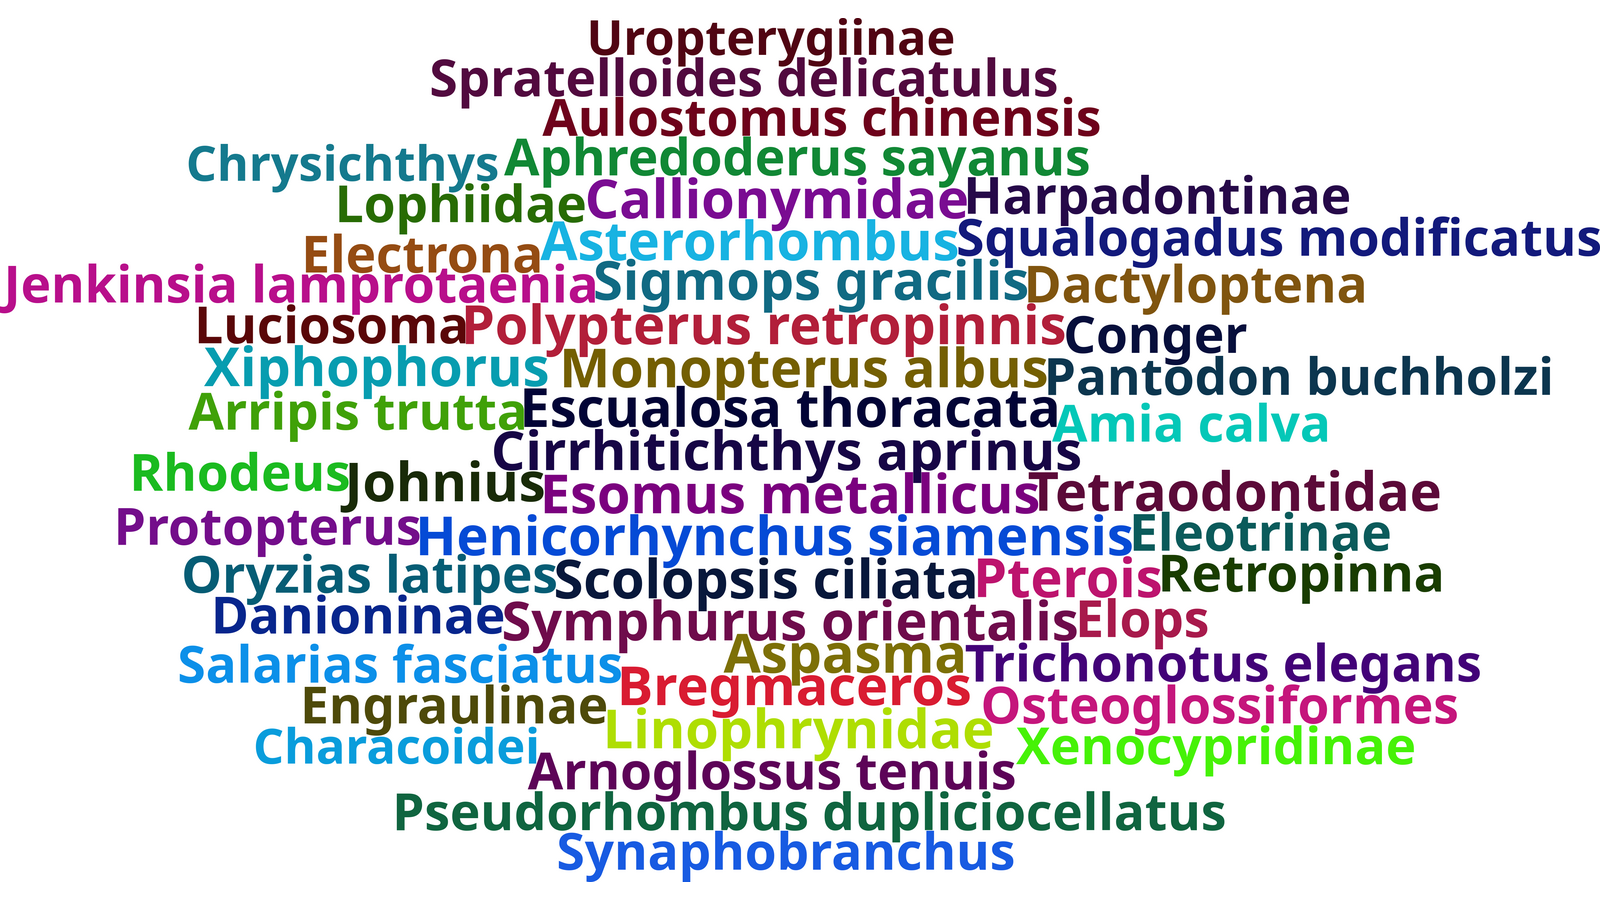 Uropterygiinae
Spratelloides delicatulus
Aulostomus chinensis
Chrysichthys Aphredoderus sayanus
Lophiidae Callionymidae Harpadontinae
Electrona Asterorhombus Squalogadus modificatus
Jenkinsia lamprotaenia Sigmops gracilis Dactyloptena
Luciosoma Polypterus retropinnis Conger
Xiphophorus Monopterus albus Pantodon buchholzi
Arripis trutta Escualosa thoracata Amia calva
Cirrhitichthys aprinus
Rhodeus Johnius Esomus metallicus Tetraodontidae
Protopterus Henicorhynchus siamensis Eleotrinae
Oryzias latipes Scolopsis ciliata Pterois Retropinna
Danioninae Symphurus orientalis Elops
Salarias fasciatus Aspasma Trichonotus elegans
Engraulinae Bregmaceros Osteoglossiformes
Characoidei Linophrynidae Xenocypridinae
Arnoglossus tenuis
Pseudorhombus dupliciocellatus
Synaphobranchus